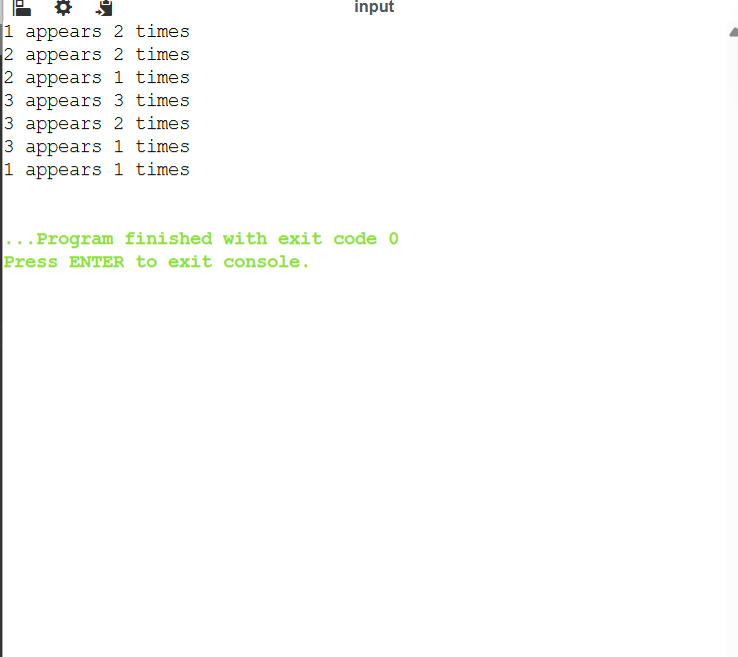 input
1 appears 2 times
2 appears 2 times
2 appears 1 times
3 appears 3 times
3 appears 2 times
3 appears 1 times
1 appears 1 times
...Program finished with exit code 0
Press ENTER to exit console.